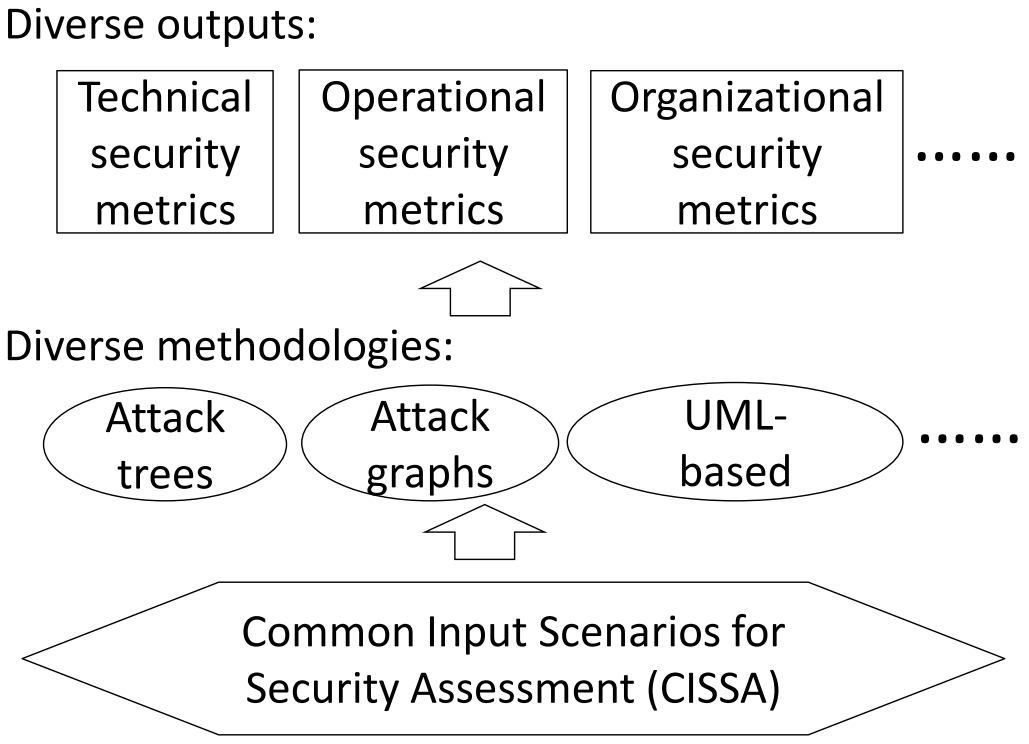 Diverse outputs:
Technical security metrics
Operational security metrics
Organizational security metrics
......
Diverse methodologies:
Attack trees
Attack graphs
UML-based
......
Common Input Scenarios for
Security Assessment (CISSA)